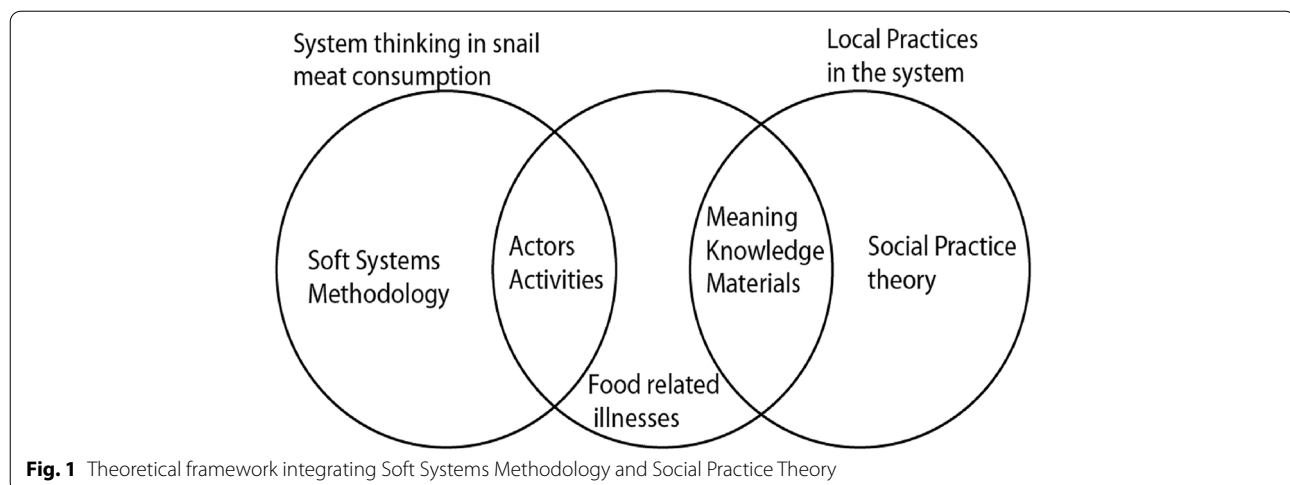 System thinking in snail
meat consumption
Local Practices
in the system
Soft Systems
Methodology
Actors
Activities
Meaning
Knowledge
Materials
Social Practice
theory
Food related
illnesses
Fig. 1 Theoretical framework integrating Soft Systems Methodology and Social Practice Theory